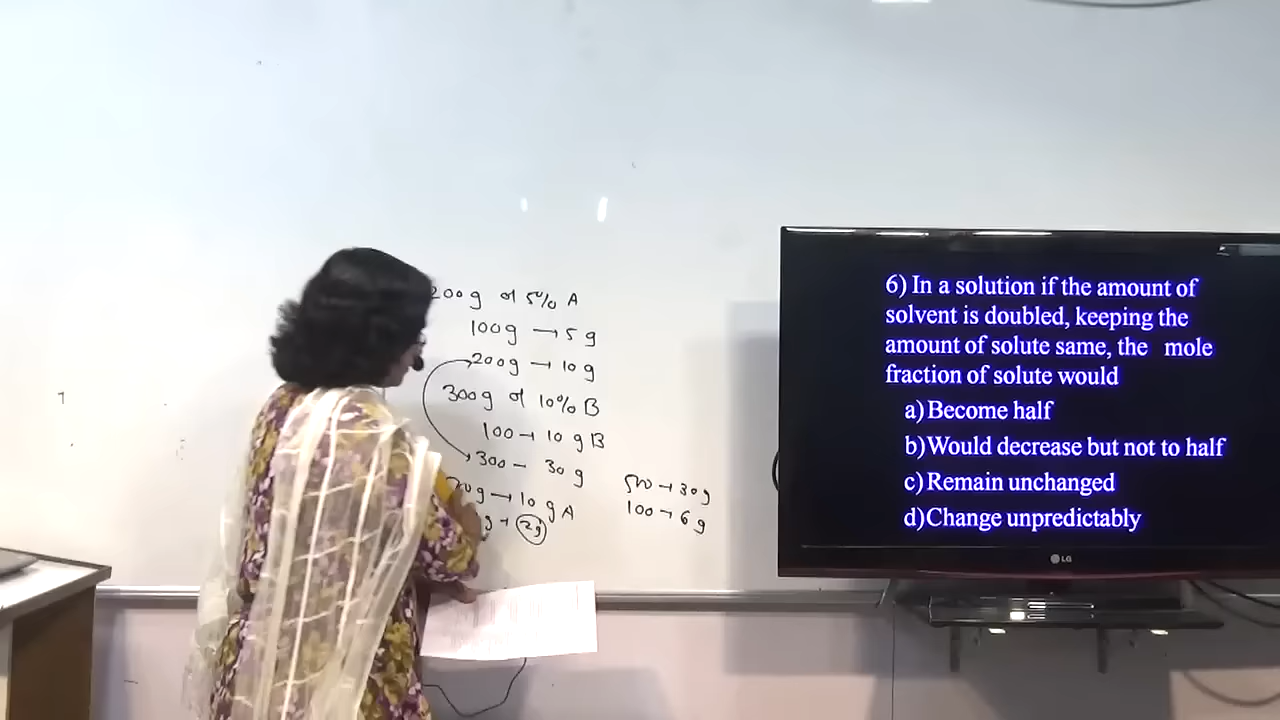 200g of 5% A
100g → 5 g
200g → 10 g
300g of 10% B
100 → 10 g B
300 – 30 g
g → 10 g A
g → 2g
500 → 30 g
100 → 6 g
6) In a solution if the amount of
solvent is doubled, keeping the
amount of solute same, the mole
fraction of solute would
a) Become half
b) Would decrease but not to half
c) Remain unchanged
d) Change unpredictably
LG